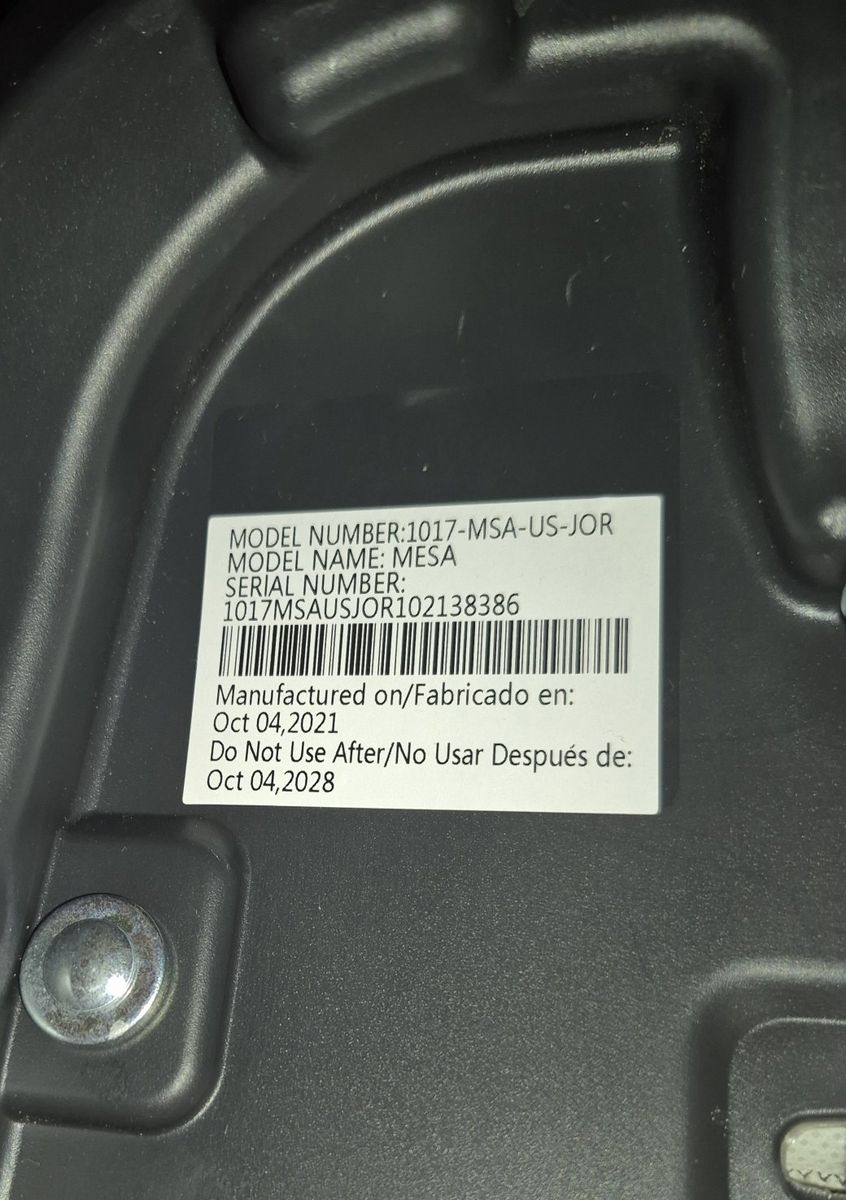 MODEL NUMBER:1017-MSA-US-JOR
MODEL NAME: MESA
SERIAL NUMBER:
1017MSAUSJOR102138386
Manufactured on/Fabricado en:
Oct 04,2021
Do Not Use After/No Usar Después de:
Oct 04,2028